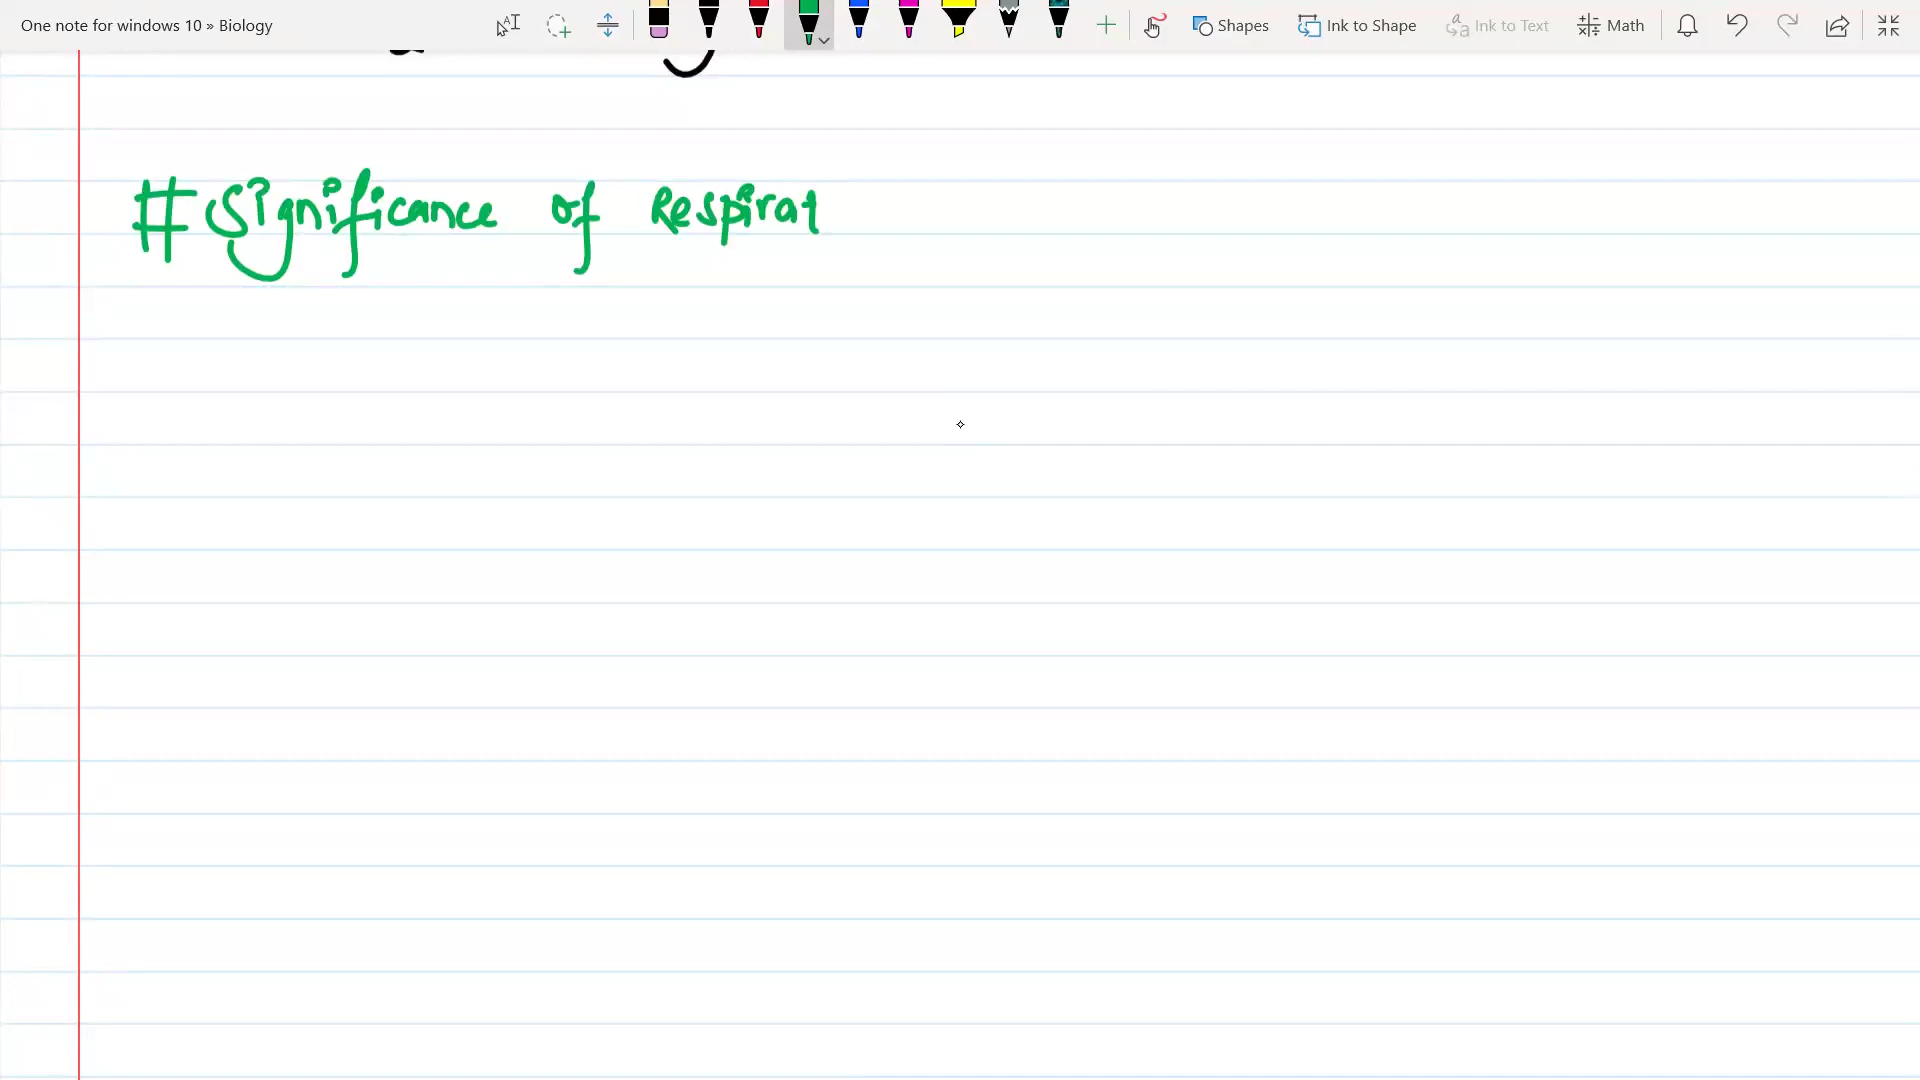 One note for windows 10 » Biology
Shapes
Ink to Shape
Ink to Text
Math
# Significance of Respirat